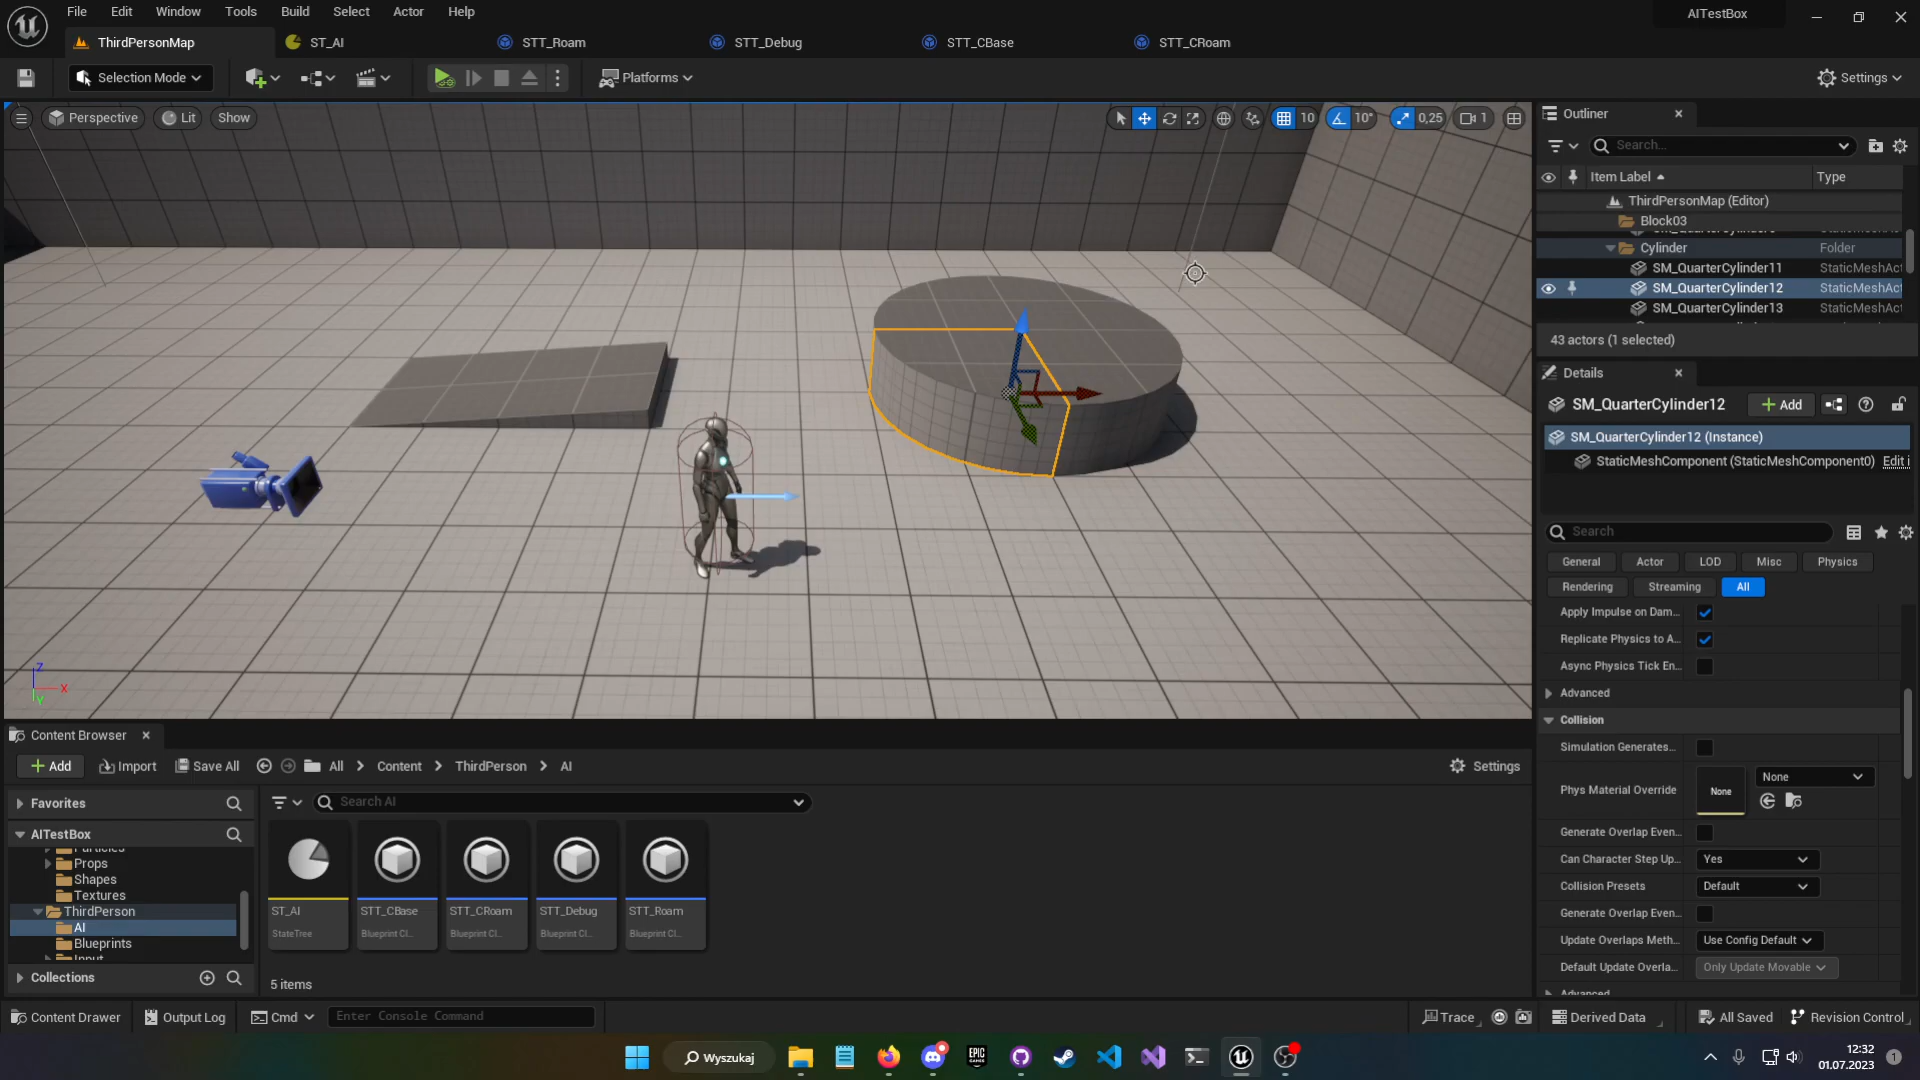 File Edit Window Tools Build Select Actor Help
AITestBox
ThirdPersonMap ST_AI STT_Roam STT_Debug STT_CBase STT_CRoam
Selection Mode Platforms Settings
Perspective Lit Show 10 10° 0,25 1
Outliner
Search...
Item Label Type
ThirdPersonMap (Editor)
Block03
Cylinder Folder
SM_QuarterCylinder11 StaticMeshAct
SM_QuarterCylinder12 StaticMeshAct
SM_QuarterCylinder13 StaticMeshAct
43 actors (1 selected)
Details
SM_QuarterCylinder12 Add
SM_QuarterCylinder12 (Instance)
StaticMeshComponent (StaticMeshComponent0) Edit i
Search
General Actor LOD Misc Physics
Rendering Streaming All
Apply Impulse on Dam...
Replicate Physics to A...
Async Physics Tick En...
Advanced
Collision
Simulation Generates...
Phys Material Override None None
Generate Overlap Even...
Can Character Step Up... Yes
Collision Presets Default
Generate Overlap Even...
Update Overlaps Meth... Use Config Default
Default Update Overla... Only Update Movable
Advanced
Z
X
Y
Content Browser
Add Import Save All All Content ThirdPerson AI Settings
Favorites
Search AI
AITestBox
Particles
Props
Shapes
Textures
ThirdPerson
AI
Blueprints
Input
Collections
ST_AI STT_CBase STT_CRoam STT_Debug STT_Roam
StateTree Blueprint Cl... Blueprint Cl... Blueprint Cl... Blueprint Cl...
5 items
Content Drawer Output Log Cmd Enter Console Command Trace Derived Data All Saved Revision Control
Wyszukaj
EPIC GAMES
12:32
01.07.2023
1